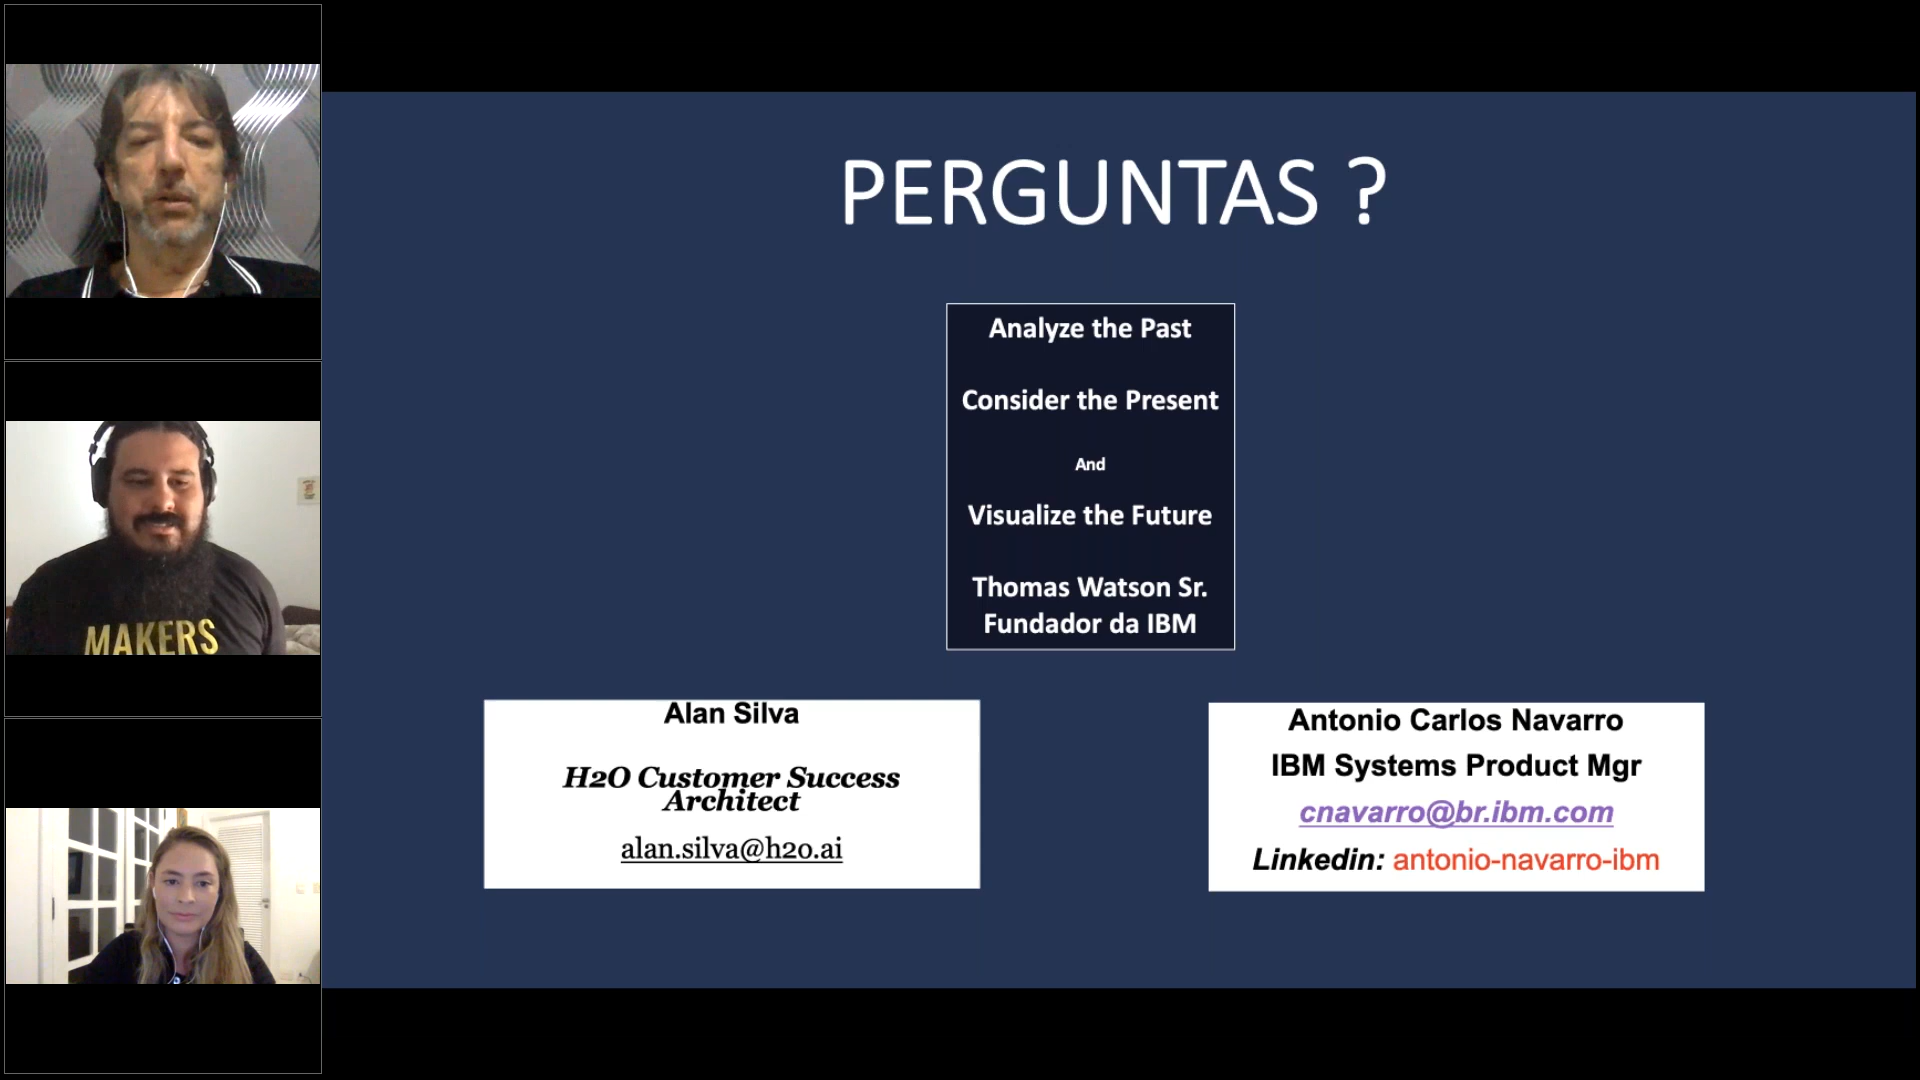 PERGUNTAS ?
Analyze the Past
Consider the Present
And
Visualize the Future
Thomas Watson Sr.
Fundador da IBM
Alan Silva
H2O Customer Success
Architect
alan.silva@h2o.ai
Antonio Carlos Navarro
IBM Systems Product Mgr
cnavarro@br.ibm.com
Linkedin: antonio-navarro-ibm
MAKERS